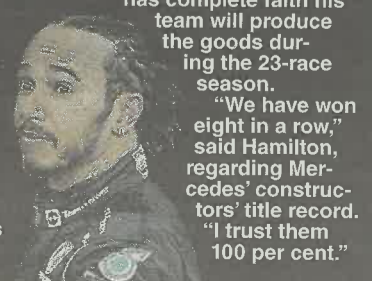 has complete faith his
team will produce
the goods dur-
ing the 23-race
season.
"We have won
eight in a row,"
said Hamilton,
regarding Mer-
cedes' construc-
tors' title record.
"I trust them
100 per cent."
s